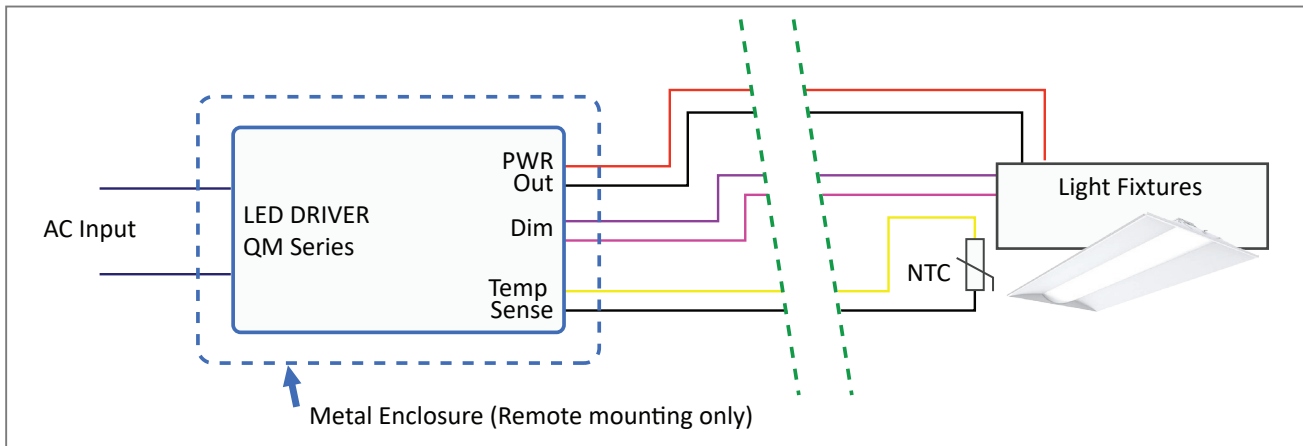 PWR
Out
Light Fixtures
LED DRIVER
QM Series
AC Input
Dim
NTC
Temp
Sense
Metal Enclosure (Remote mounting only)